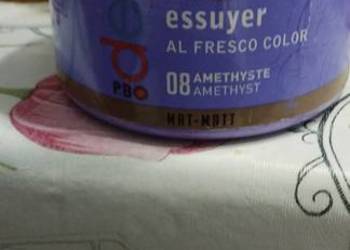 essuyer
AL FRESCO COLOR
08 AMETHYSTE
AMETHYST
PBO
MAT-MATT